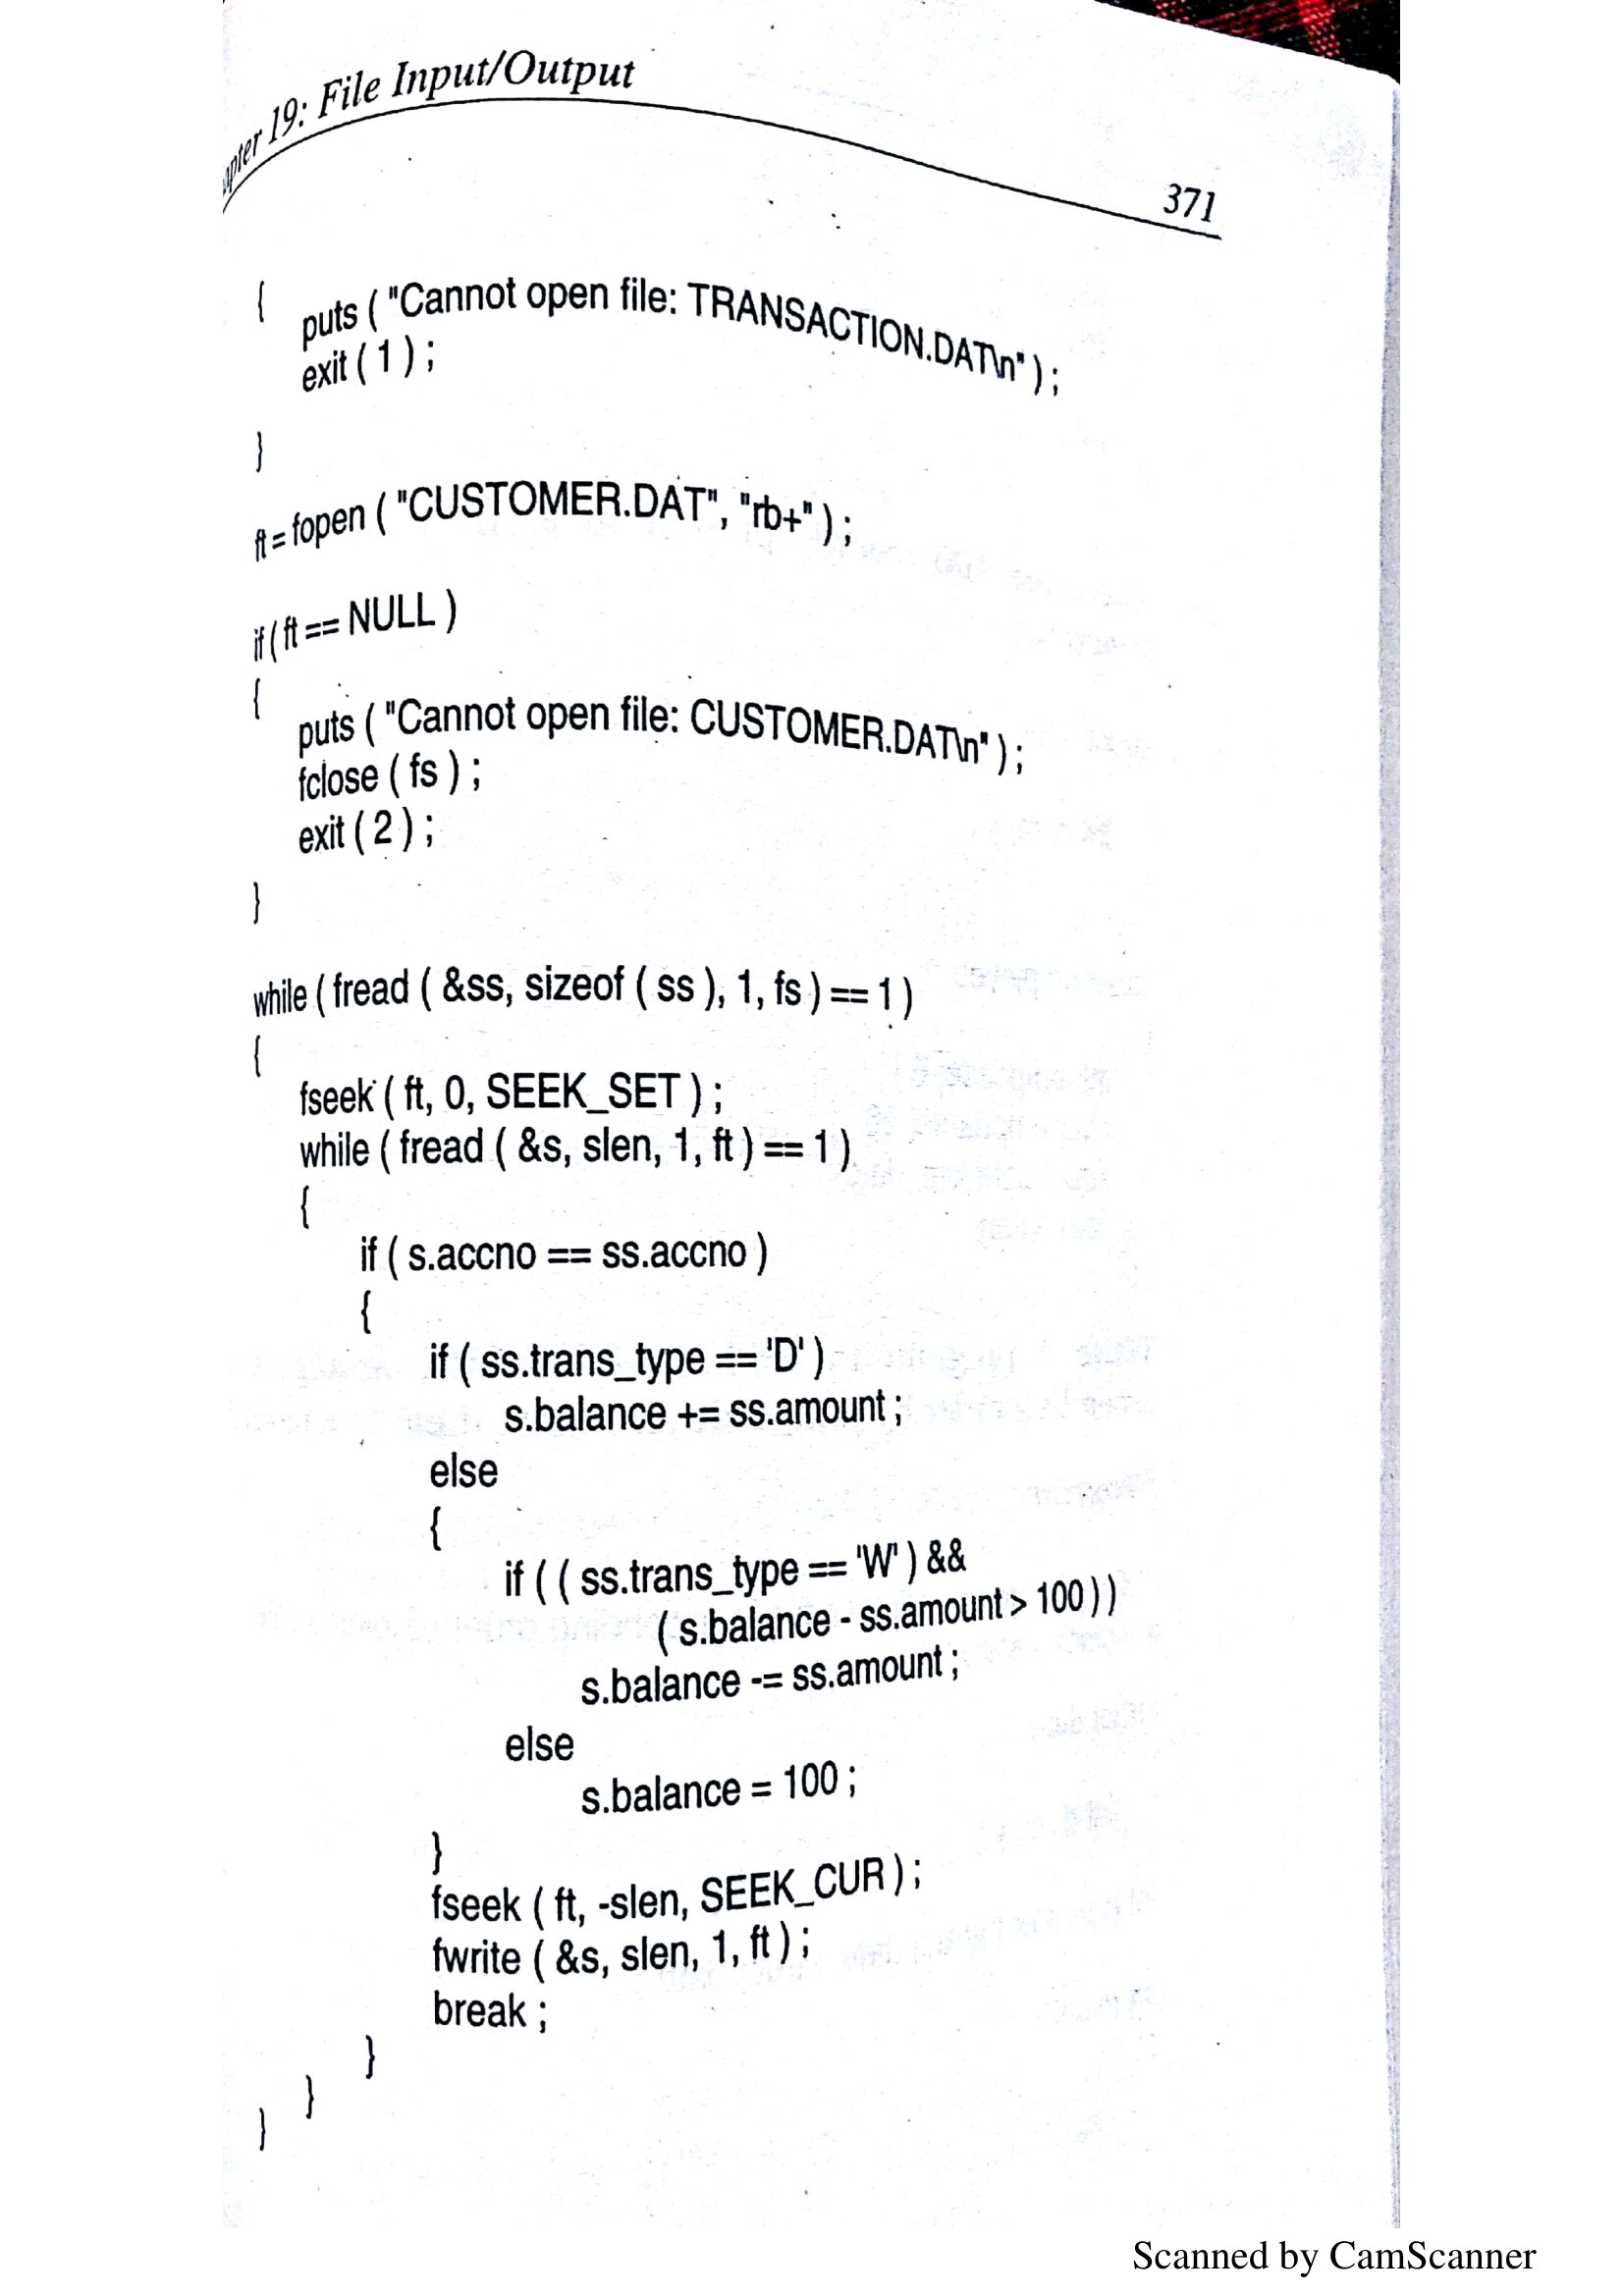 apter 19: File Input/Output
371
{
puts ( "Cannot open file: TRANSACTION.DAT\n" ) ;
exit ( 1 ) ;
}
ft = fopen ( "CUSTOMER.DAT", "rb+" ) ;
if ( ft == NULL )
{
puts ( "Cannot open file: CUSTOMER.DAT\n" ) ;
fclose ( fs ) ;
exit ( 2 ) ;
}
while ( fread ( &ss, sizeof ( ss ), 1, fs ) == 1 )
{
fseek ( ft, 0, SEEK_SET ) ;
while ( fread ( &s, slen, 1, ft ) == 1 )
{
if ( s.accno == ss.accno )
{
if ( ss.trans_type == 'D' )
s.balance += ss.amount ;
else
{
if ( ( ss.trans_type == 'W' ) &&
( s.balance - ss.amount > 100 ) )
s.balance -= ss.amount ;
else
s.balance = 100 ;
}
fseek ( ft, -slen, SEEK_CUR ) ;
fwrite ( &s, slen, 1, ft ) ;
break ;
}
}
}
Scanned by CamScanner